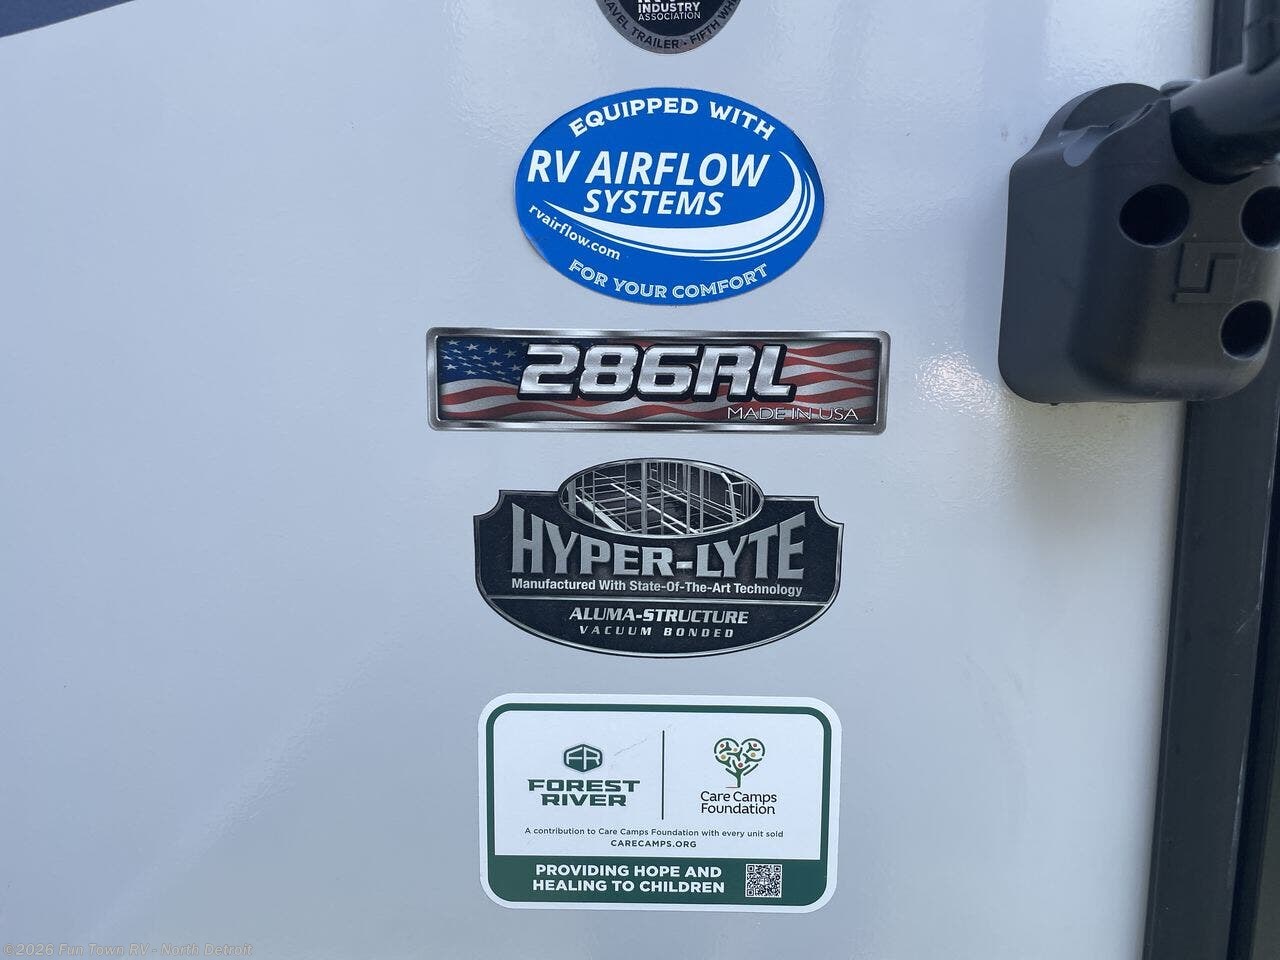 INDUSTRY
ASSOCIATION
TRAILER - FIFTH
EQUIPPED WITH
RV AIRFLOW
SYSTEMS
rvairflow.com
FOR YOUR COMFORT
286RL
MADE IN USA
HYPER-LYTE
Manufactured With State-Of-The-Art Technology
ALUMA-STRUCTURE
VACUUM BONDED
FR
FOREST
RIVER
Care Camps
Foundation
A contribution to Care Camps Foundation with every unit sold
CARECAMPS.ORG
PROVIDING HOPE AND
HEALING TO CHILDREN
©2026 Fun Town RV - North Detroit